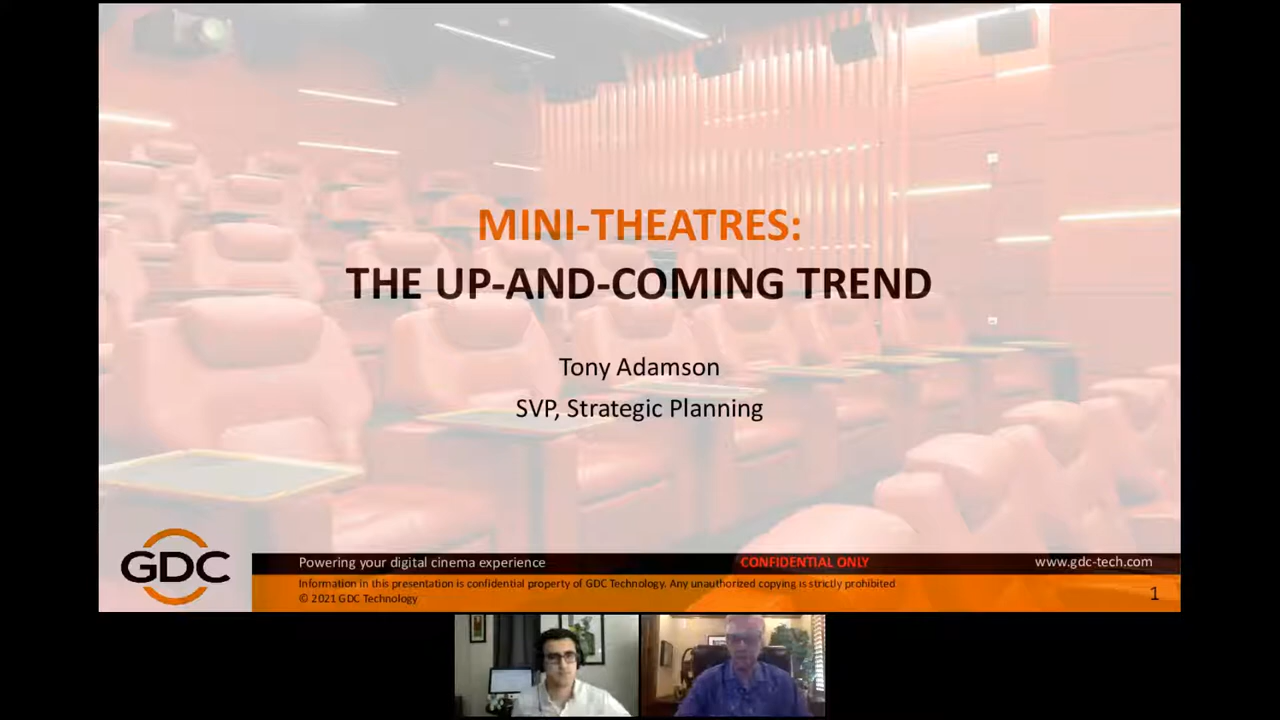 MINI-THEATRES:
THE UP-AND-COMING TREND
Tony Adamson
SVP, Strategic Planning
GDC
Powering your digital cinema experience
CONFIDENTIAL ONLY
www.gdc-tech.com
Information in this presentation is confidential property of GDC Technology. Any unauthorized copying is strictly prohibited
© 2021 GDC Technology
1